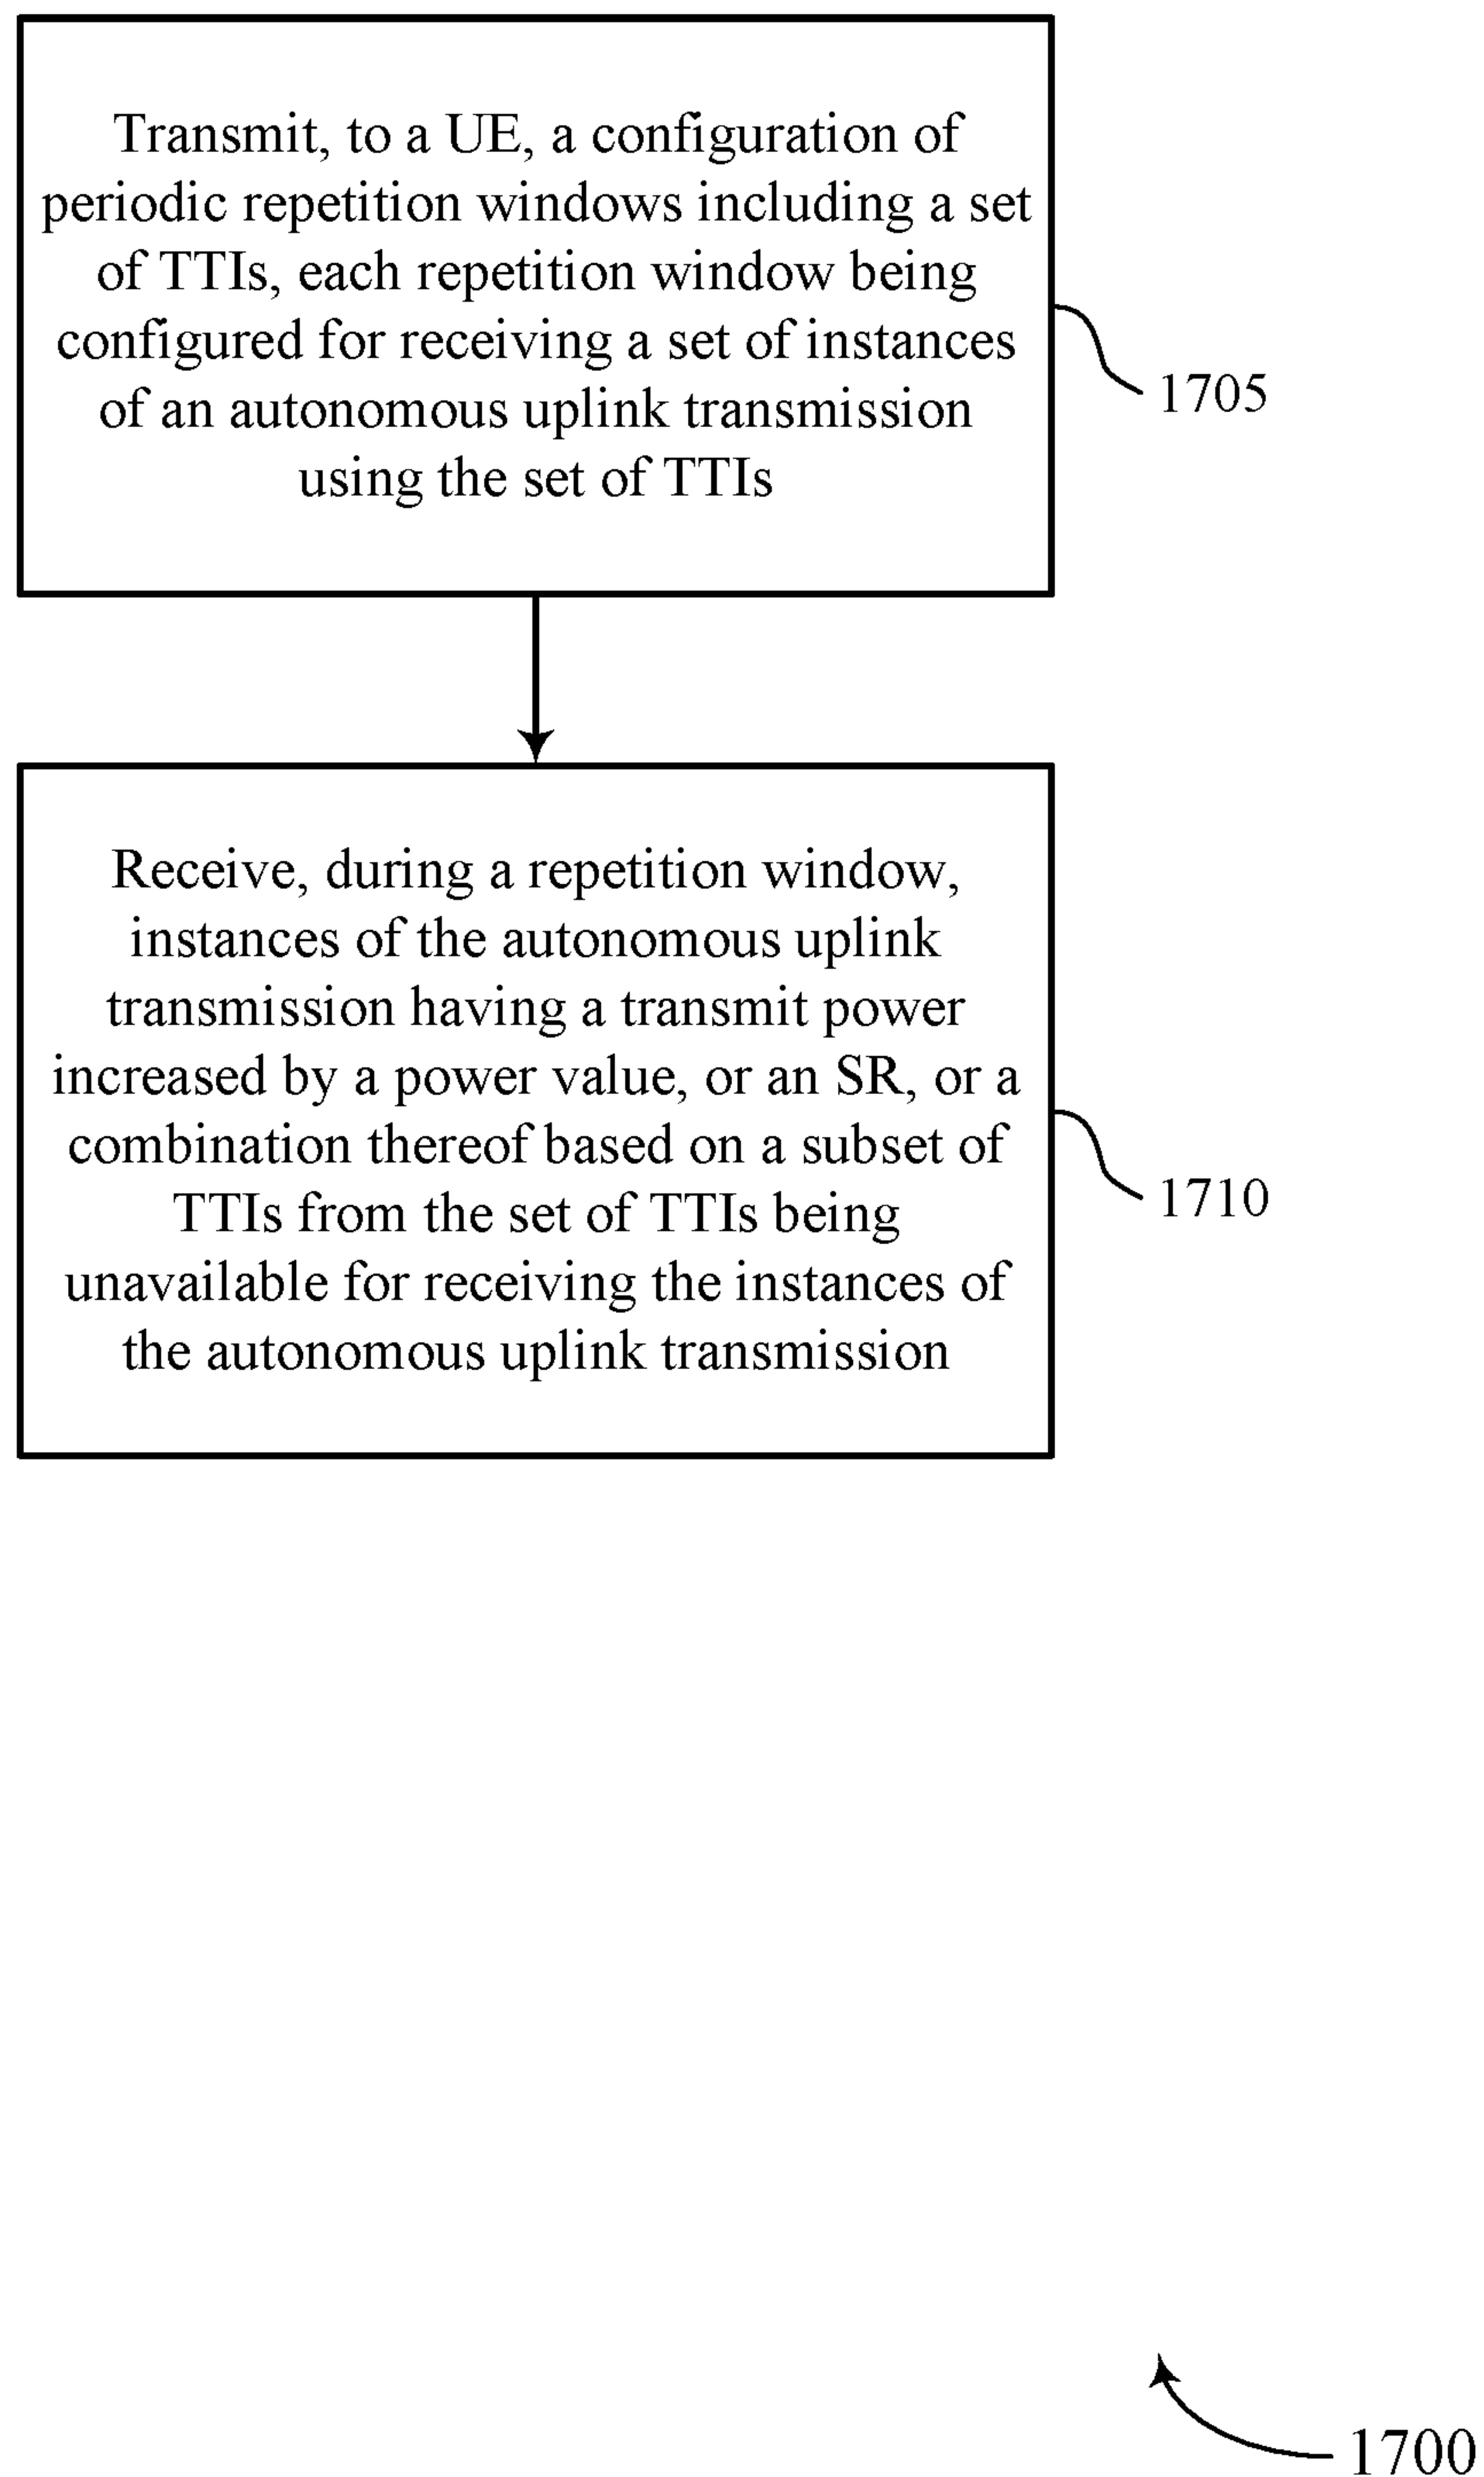 Transmit, to a UE, a configuration of
periodic repetition windows including a set
of TTIs, each repetition window being
configured for receiving a set of instances
of an autonomous uplink transmission
using the set of TTIs
1705
Receive, during a repetition window,
instances of the autonomous uplink
transmission having a transmit power
increased by a power value, or an SR, or a
combination thereof based on a subset of
TTIs from the set of TTIs being
unavailable for receiving the instances of
the autonomous uplink transmission
1710
1700